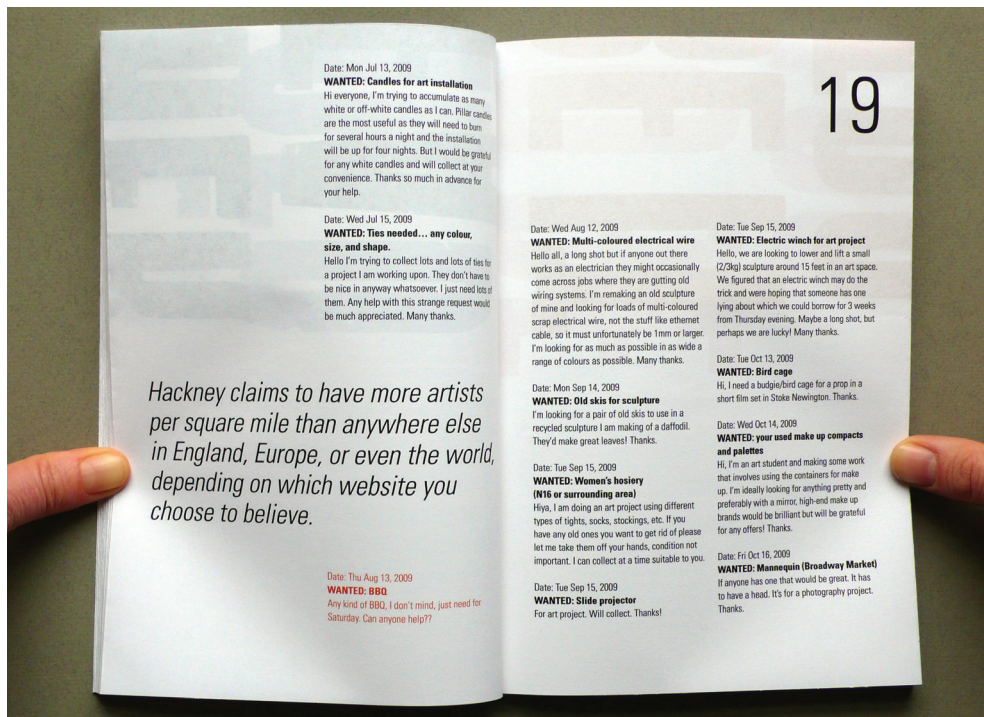 Date: Mon Jul 13, 2009
WANTED: Candles for art installation
Hi everyone, I'm trying to accumulate as many
white or off-white candles as I can. Pillar candles
are the most useful as they will need to burn
for several hours a night and the installation
will be up for four nights. But I would be grateful
for any white candles and will collect at your
convenience. Thanks so much in advance for
your help.
Date: Wed Jul 15, 2009
WANTED: Ties needed... any colour,
size, and shape.
Hello I'm trying to collect lots and lots of ties for
a project I am working upon. They don't have to
be nice in anyway whatsoever. I just need lots of
them. Any help with this strange request would
be much appreciated. Many thanks.
Hackney claims to have more artists
per square mile than anywhere else
in England, Europe, or even the world,
depending on which website you
choose to believe.
Date: Thu Aug 13, 2009
WANTED: BBQ
Any kind of BBQ, I don't mind, just need for
Saturday. Can anyone help??
19
Date: Wed Aug 12, 2009
WANTED: Multi-coloured electrical wire
Hello all, a long shot but if anyone out there
works as an electrician they might occasionally
come across jobs where they are gutting old
wiring systems. I'm remaking an old sculpture
of mine and looking for loads of multi-coloured
scrap electrical wire, not the stuff like ethernet
cable, so it must unfortunately be 1mm or larger.
I'm looking for as much as possible in as wide a
range of colours as possible. Many thanks.
Date: Mon Sep 14, 2009
WANTED: Old skis for sculpture
I'm looking for a pair of old skis to use in a
recycled sculpture I am making of a daffodil.
They'd make great leaves! Thanks.
Date: Tue Sep 15, 2009
WANTED: Women's hosiery
(N16 or surrounding area)
Hiya, I am doing an art project using different
types of tights, socks, stockings, etc. If you
have any old ones you want to get rid of please
let me take them off your hands, condition not
important. I can collect at a time suitable to you.
Date: Tue Sep 15, 2009
WANTED: Slide projector
For art project. Will collect. Thanks!
Date: Tue Sep 15, 2009
WANTED: Electric winch for art project
Hello, we are looking to lower and lift a small
(2/3kg) sculpture around 15 feet in an art space.
We figured that an electric winch may do the
trick and were hoping that someone has one
lying about which we could borrow for 3 weeks
from Thursday evening. Maybe a long shot, but
perhaps we are lucky! Many thanks.
Date: Tue Oct 13, 2009
WANTED: Bird cage
Hi, I need a budgie/bird cage for a prop in a
short film set in Stoke Newington. Thanks.
Date: Wed Oct 14, 2009
WANTED: your used make up compacts
and palettes
Hi, I'm an art student and making some work
that involves using the containers for make
up. I'm ideally looking for anything pretty and
preferably with a mirror, high-end make up
brands would be brilliant but will be grateful
for any offers! Thanks.
Date: Fri Oct 16, 2009
WANTED: Mannequin (Broadway Market)
If anyone has one that would be great. It has
to have a head. It's for a photography project.
Thanks.